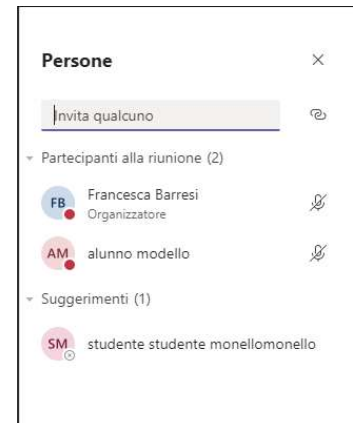 Persone
Invita qualcuno
Partecipanti alla riunione (2)
FB Francesca Barresi
Organizzatore
AM alunno modello
Suggerimenti (1)
SM studente studente monellomonello